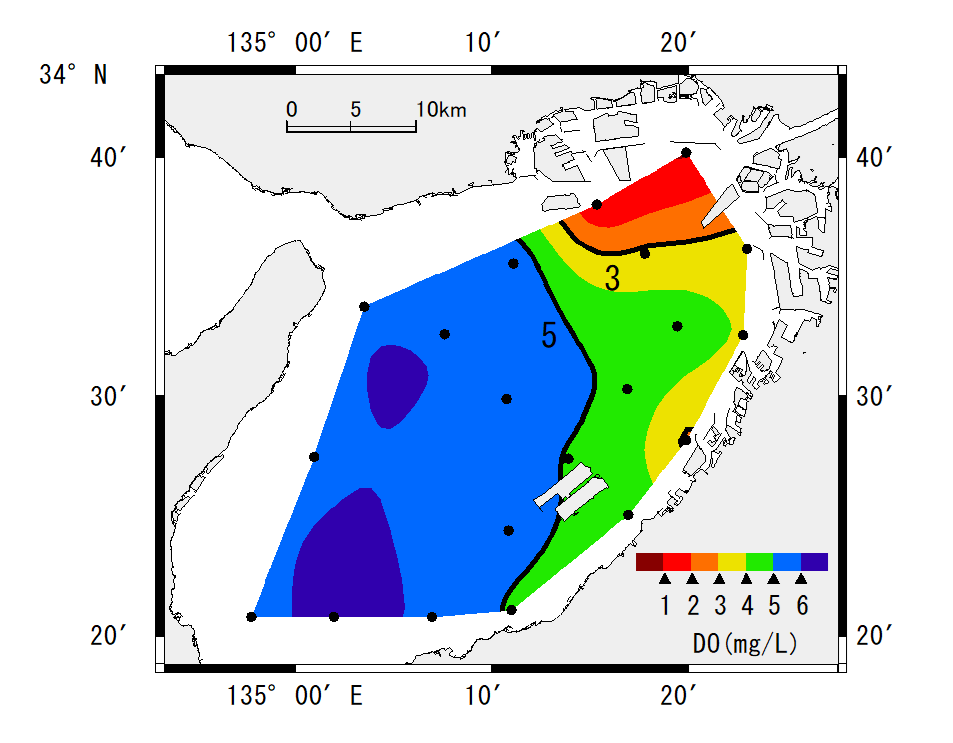 135° 00′ E 10′ 20′
34° N
0 5 10km
40′ 40′
3
5
30′ 30′
1 2 3 4 5 6
20′ DO(mg/L) 20′
135° 00′ E 10′ 20′